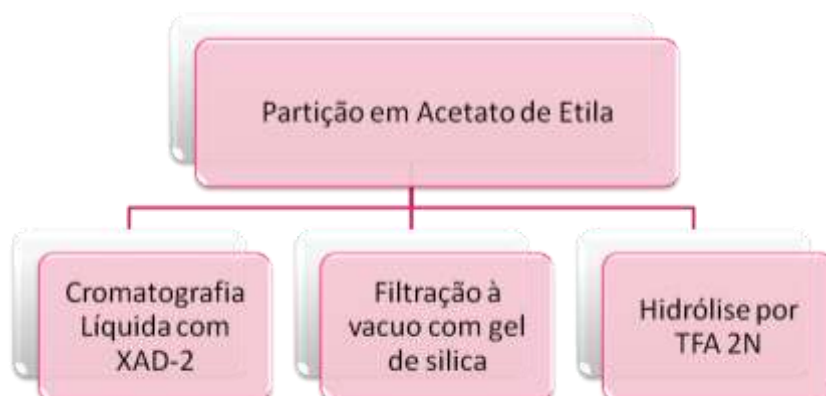 Partição em Acetato de Etila
Cromatografia
Líquida com
XAD-2
Filtração à
vacuo com gel
de silica
Hidrólise por
TFA 2N